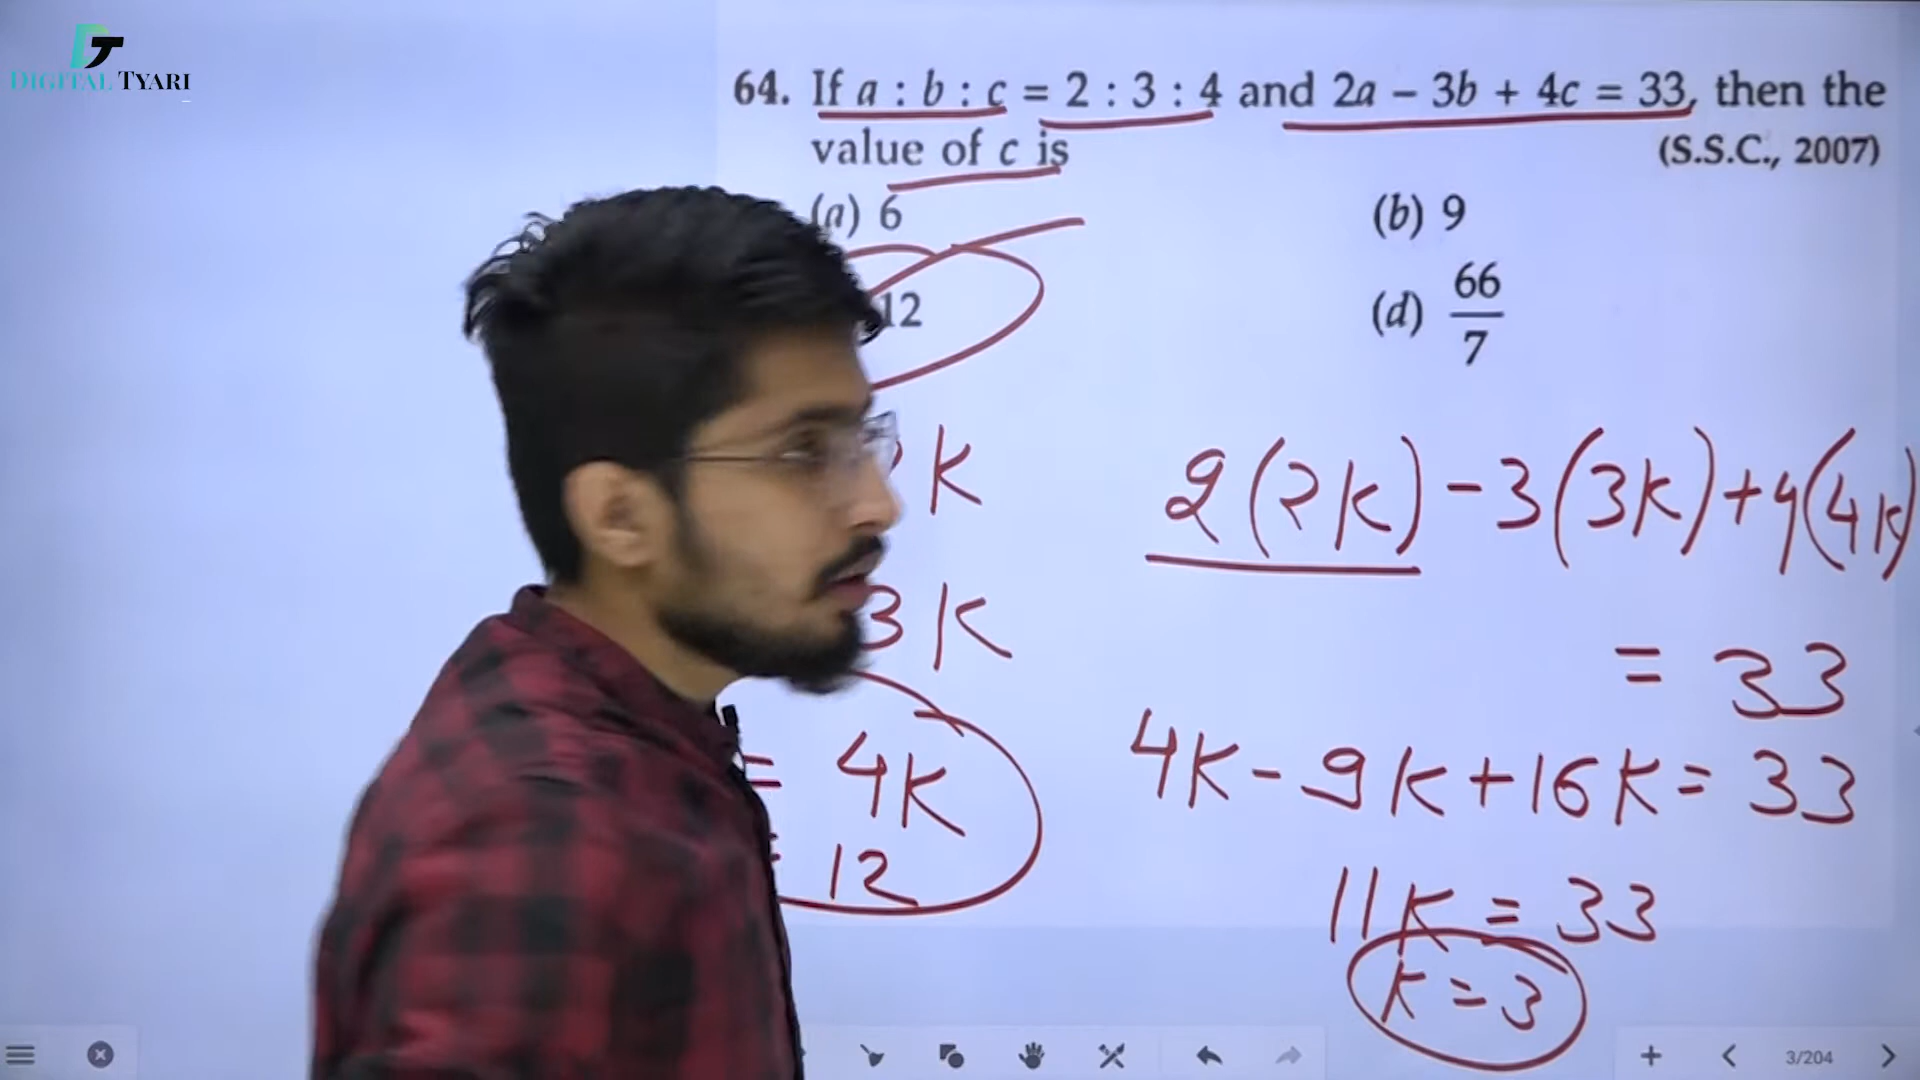 DIGITAL TYARI
64. If a : b : c = 2 : 3 : 4 and 2a − 3b + 4c = 33, then the
value of c is (S.S.C., 2007)
(a) 6 (b) 9
12 (d) 66/7
K
3K
= 4K
= 12
2(2K) - 3(3K) + 4(4K)
= 33
4K - 9K + 16K = 33
11K = 33
K = 3
3/204